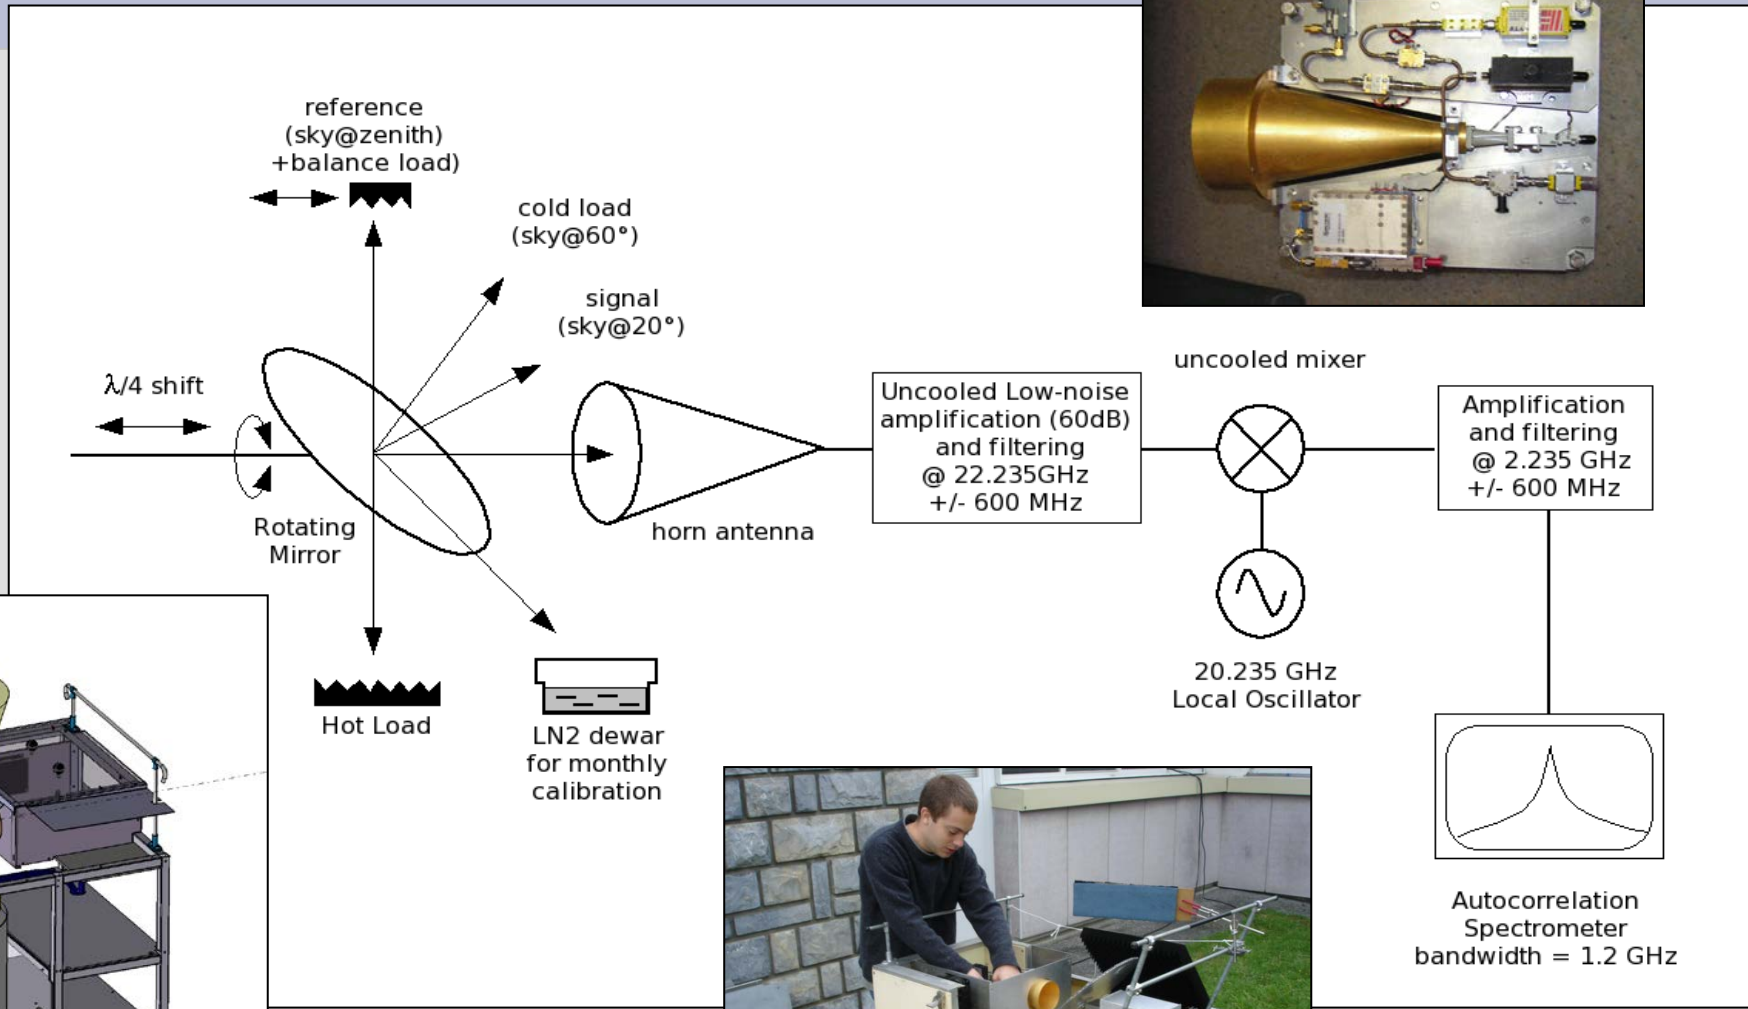 reference
(sky@zenith)
+balance load)
cold load
(sky@60°)
signal
(sky@20°)
λ/4 shift
Rotating
Mirror
horn antenna
Hot Load
LN2 dewar
for monthly
calibration
Uncooled Low-noise
amplification (60dB)
and filtering
@ 22.235GHz
+/- 600 MHz
uncooled mixer
20.235 GHz
Local Oscillator
Amplification
and filtering
@ 2.235 GHz
+/- 600 MHz
Autocorrelation
Spectrometer
bandwidth = 1.2 GHz